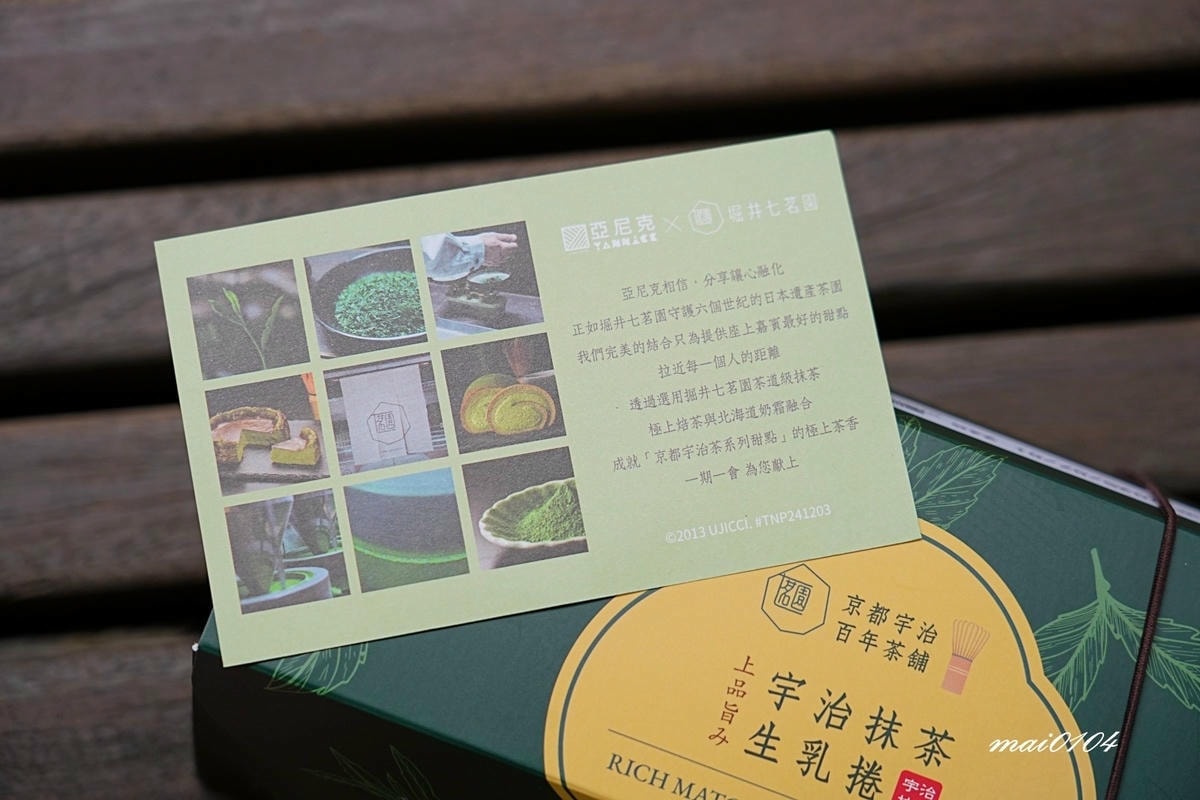 亞尼克 × 茗園 堀井七茗園
YANNICK
亞尼克相信,分享讓心融化
正如堀井七茗園守護六個世紀的日本遺產茶園
我們完美的結合只為提供座上嘉賓最好的甜點
拉近每一個人的距離
透過選用堀井七茗園茶道級抹茶
極上焙茶與北海道奶霜融合
成就「京都宇治茶系列甜點」的極上茶香
一期一會 為您獻上
©2013 UJICCI. #TNP241203
茗園
京都宇治
百年茶舖
上品旨み
宇治抹茶
生乳捲
宇治
RICH
mai0104